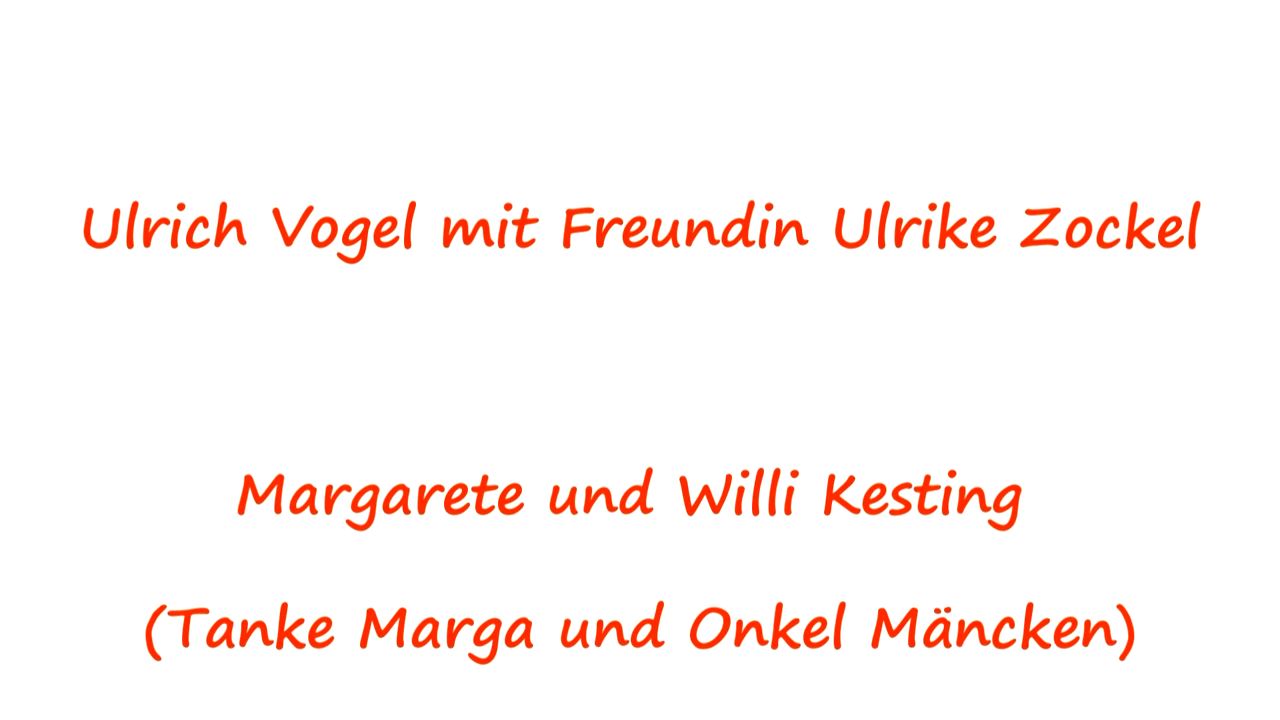 Ulrich Vogel mit Freundin Ulrike Zockel
Margarete und Willi Kesting
(Tanke Marga und Onkel Mäncken)